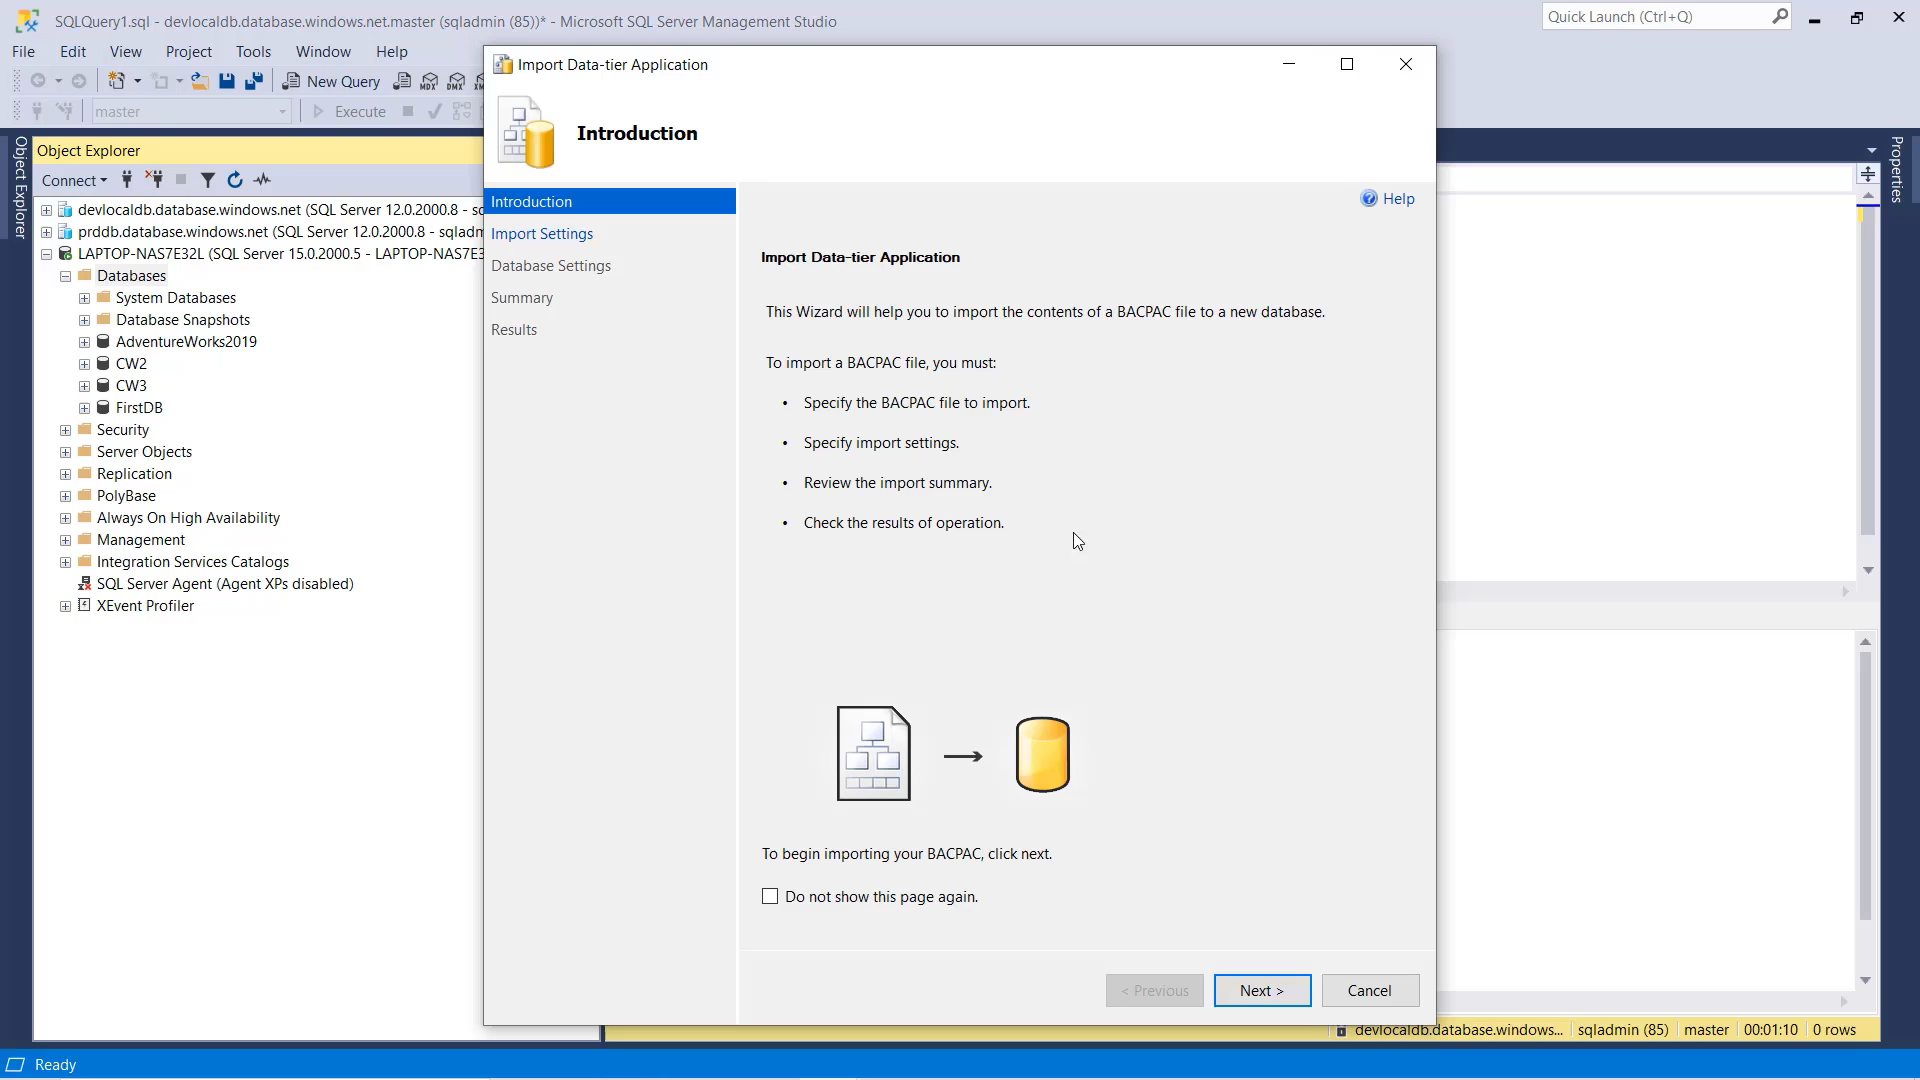 SQLQuery1.sql - devlocaldb.database.windows.net.master (sqladmin (85))* - Microsoft SQL Server Management Studio
Quick Launch (Ctrl+Q)
File Edit View Project Tools Window Help
New Query
MDX DMX
master
Execute
Import Data-tier Application
Introduction
Object Explorer
Object Explorer
Properties
Connect
devlocaldb.database.windows.net (SQL Server 12.0.2000.8 - sq
prddb.database.windows.net (SQL Server 12.0.2000.8 - sqladm
LAPTOP-NAS7E32L (SQL Server 15.0.2000.5 - LAPTOP-NAS7E3
Databases
System Databases
Database Snapshots
AdventureWorks2019
CW2
CW3
FirstDB
Security
Server Objects
Replication
PolyBase
Always On High Availability
Management
Integration Services Catalogs
SQL Server Agent (Agent XPs disabled)
XEvent Profiler
Introduction
Import Settings
Database Settings
Summary
Results
Help
Import Data-tier Application
This Wizard will help you to import the contents of a BACPAC file to a new database.
To import a BACPAC file, you must:
• Specify the BACPAC file to import.
• Specify import settings.
• Review the import summary.
• Check the results of operation.
To begin importing your BACPAC, click next.
Do not show this page again.
< Previous Next > Cancel
devlocaldb.database.windows... sqladmin (85) master 00:01:10 0 rows
Ready